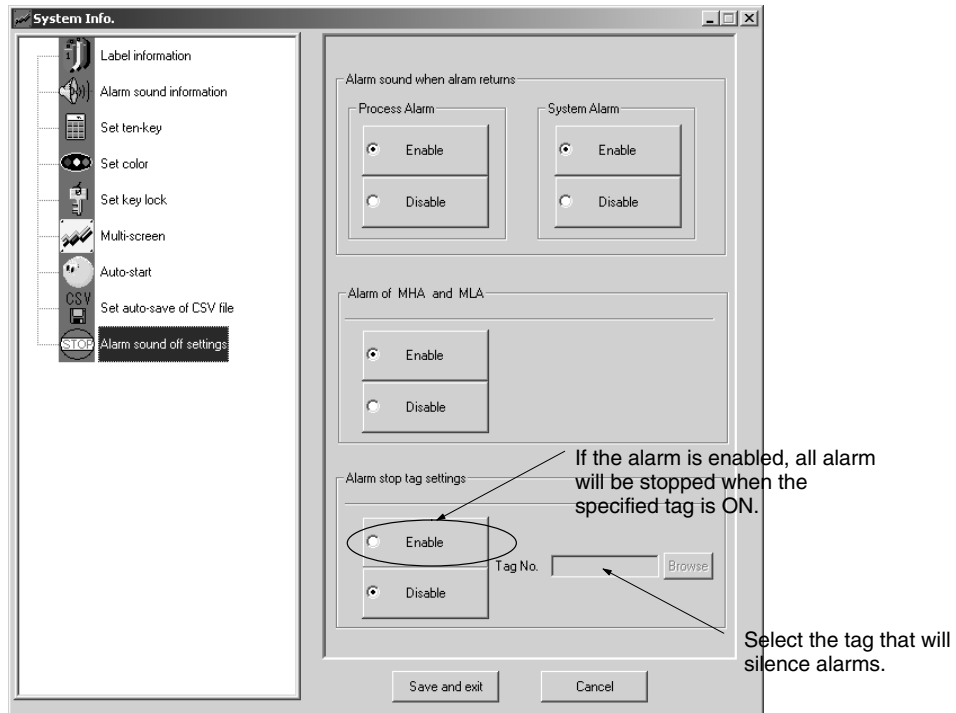 System Info.
Label information
Alarm sound information
Set ten-key
Set color
Set key lock
Multi-screen
Auto-start
CSV
Set auto-save of CSV file
STOP
Alarm sound off settings
Alarm sound when alram returns
Process Alarm
Enable
Disable
System Alarm
Enable
Disable
Alarm of MHA and MLA
Enable
Disable
If the alarm is enabled, all alarm
will be stopped when the
specified tag is ON.
Alarm stop tag settings
Enable
Disable
Tag No.
Browse
Select the tag that will
silence alarms.
Save and exit
Cancel